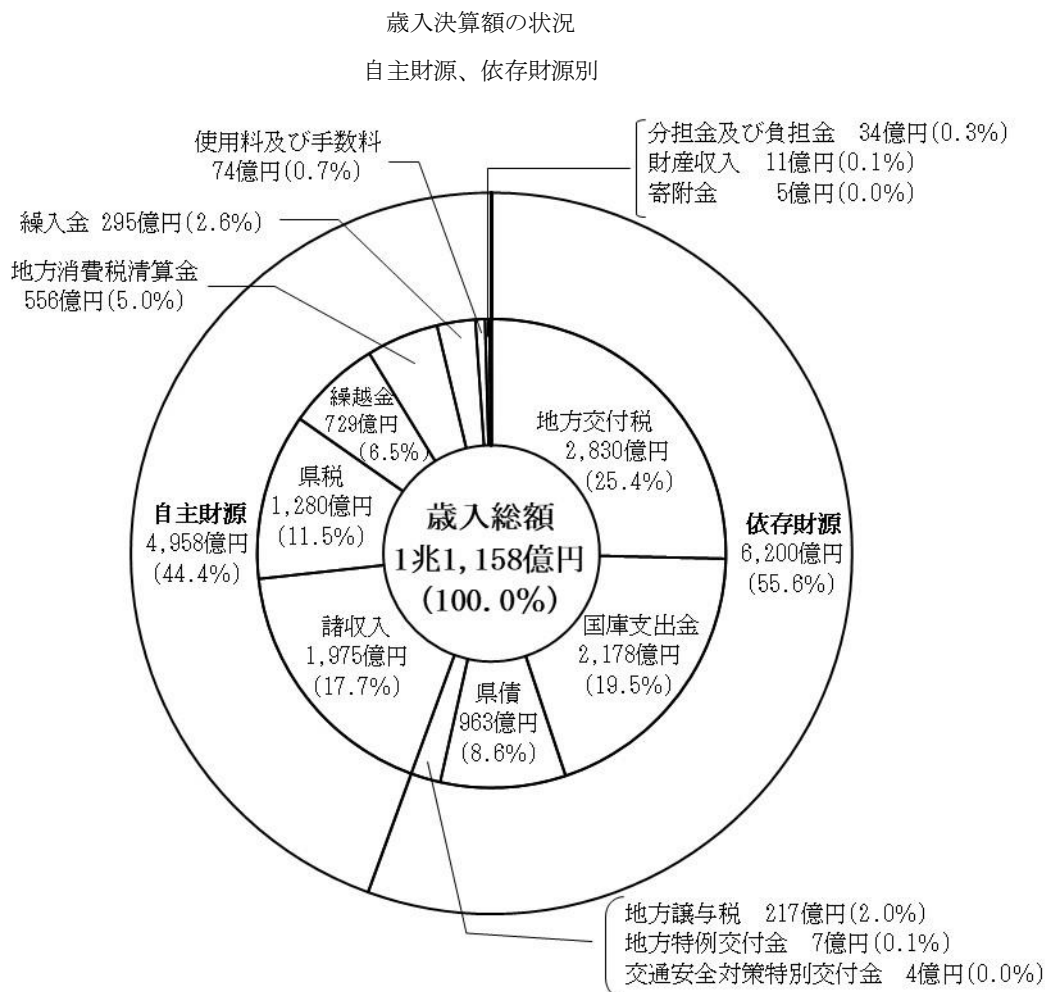 歳入決算額の状況
自主財源、依存財源別
使用料及び手数料
74億円(0.7%)
繰入金 295億円(2.6%)
地方消費税清算金
556億円(5.0%)
分担金及び負担金 34億円(0.3%)
財産収入 11億円(0.1%)
寄附金 5億円(0.0%)
繰越金
729億円
(6.5%)
県税
1,280億円
(11.5%)
自主財源
4,958億円
(44.4%)
諸収入
1,975億円
(17.7%)
歳入総額
1兆1,158億円
(100.0%)
地方交付税
2,830億円
(25.4%)
依存財源
6,200億円
(55.6%)
国庫支出金
2,178億円
(19.5%)
県債
963億円
(8.6%)
地方譲与税 217億円(2.0%)
地方特例交付金 7億円(0.1%)
交通安全対策特別交付金 4億円(0.0%)